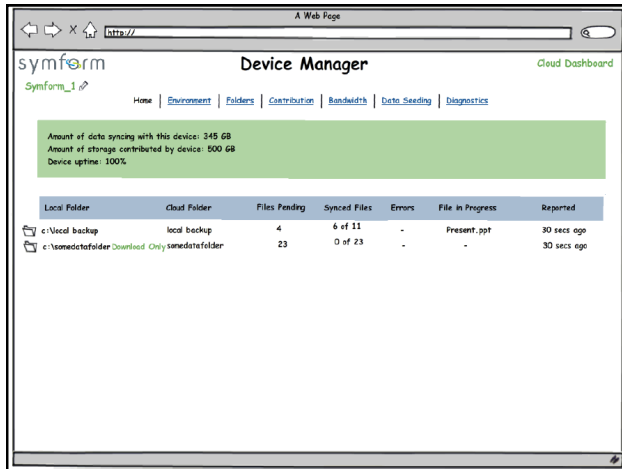 A Web Page
http://
symform
Device Manager
Cloud Dashboard
Symform_1
Home | Environment | Folders | Contribution | Bandwidth | Data Seeding | Diagnostics
Amount of data syncing with this device: 345 GB
Amount of storage contributed by device: 500 GB
Device uptime: 100%
Local Folder Cloud Folder Files Pending Synced Files Errors File in Progress Reported
c:\local backup local backup 4 6 of 11 - Present.ppt 30 secs ago
c:\somedatafolder Download Only somedatafolder 23 0 of 23 - - 30 secs ago